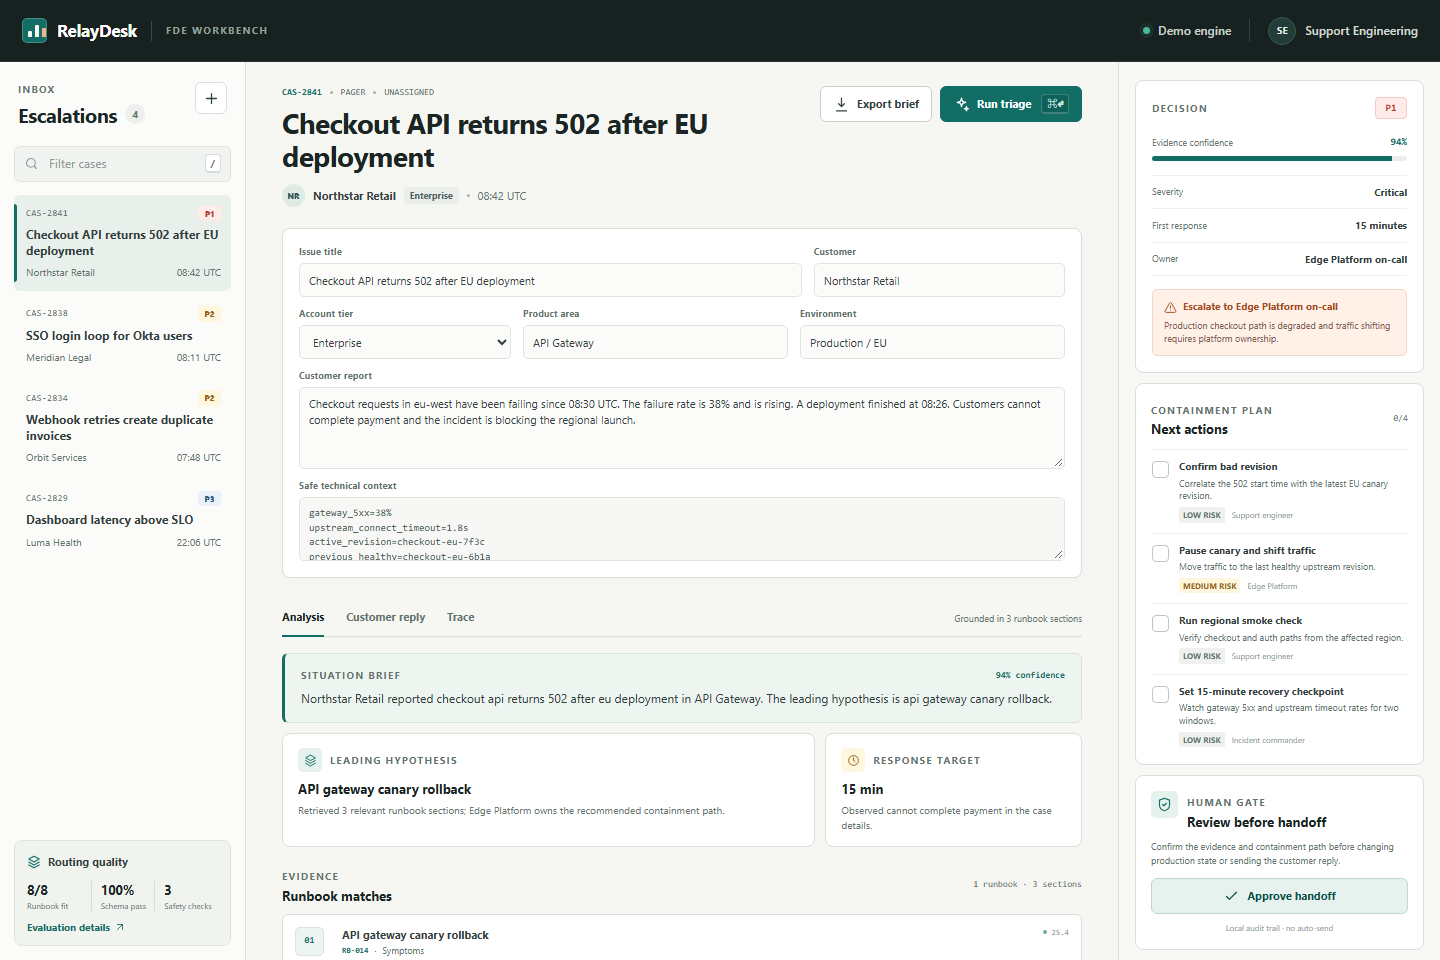 RelayDesk
FDE WORKBENCH
Demo engine
SE
Support Engineering
INBOX
Escalations 4
Filter cases /
CAS-2841 P1
Checkout API returns 502 after EU
deployment
Northstar Retail 08:42 UTC
CAS-2838 P2
SSO login loop for Okta users
Meridian Legal 08:11 UTC
CAS-2834 P2
Webhook retries create duplicate
invoices
Orbit Services 07:48 UTC
CAS-2829 P3
Dashboard latency above SLO
Luma Health 22:06 UTC
Routing quality
8/8 100% 3
Runbook fit Schema pass Safety checks
Evaluation details
CAS-2841 • PAGER • UNASSIGNED
Checkout API returns 502 after EU
deployment
Export brief
Run triage
NR Northstar Retail Enterprise • 08:42 UTC
Issue title Customer
Checkout API returns 502 after EU deployment Northstar Retail
Account tier Product area Environment
Enterprise API Gateway Production / EU
Customer report
Checkout requests in eu-west have been failing since 08:30 UTC. The failure rate is 38% and is rising. A deployment finished at 08:26. Customers cannot
complete payment and the incident is blocking the regional launch.
Safe technical context
gateway_5xx=38%
upstream_connect_timeout=1.8s
active_revision=checkout-eu-7f3c
previous_healthy=checkout-eu-6b1a
Analysis Customer reply Trace Grounded in 3 runbook sections
SITUATION BRIEF 94% confidence
Northstar Retail reported checkout api returns 502 after eu deployment in API Gateway. The leading hypothesis is api gateway canary rollback.
LEADING HYPOTHESIS
API gateway canary rollback
Retrieved 3 relevant runbook sections; Edge Platform owns the recommended containment path.
RESPONSE TARGET
15 min
Observed cannot complete payment in the case
details.
EVIDENCE
Runbook matches
1 runbook · 3 sections
01 API gateway canary rollback 25.4
RB-014 · Symptoms
DECISION P1
Evidence confidence 94%
Severity Critical
First response 15 minutes
Owner Edge Platform on-call
Escalate to Edge Platform on-call
Production checkout path is degraded and traffic shifting
requires platform ownership.
CONTAINMENT PLAN
Next actions 0/4
Confirm bad revision
Correlate the 502 start time with the latest EU canary
revision.
LOW RISK Support engineer
Pause canary and shift traffic
Move traffic to the last healthy upstream revision.
MEDIUM RISK Edge Platform
Run regional smoke check
Verify checkout and auth paths from the affected region.
LOW RISK Support engineer
Set 15-minute recovery checkpoint
Watch gateway 5xx and upstream timeout rates for two
windows.
LOW RISK Incident commander
HUMAN GATE
Review before handoff
Confirm the evidence and containment path before changing
production state or sending the customer reply.
Approve handoff
Local audit trail · no auto-send